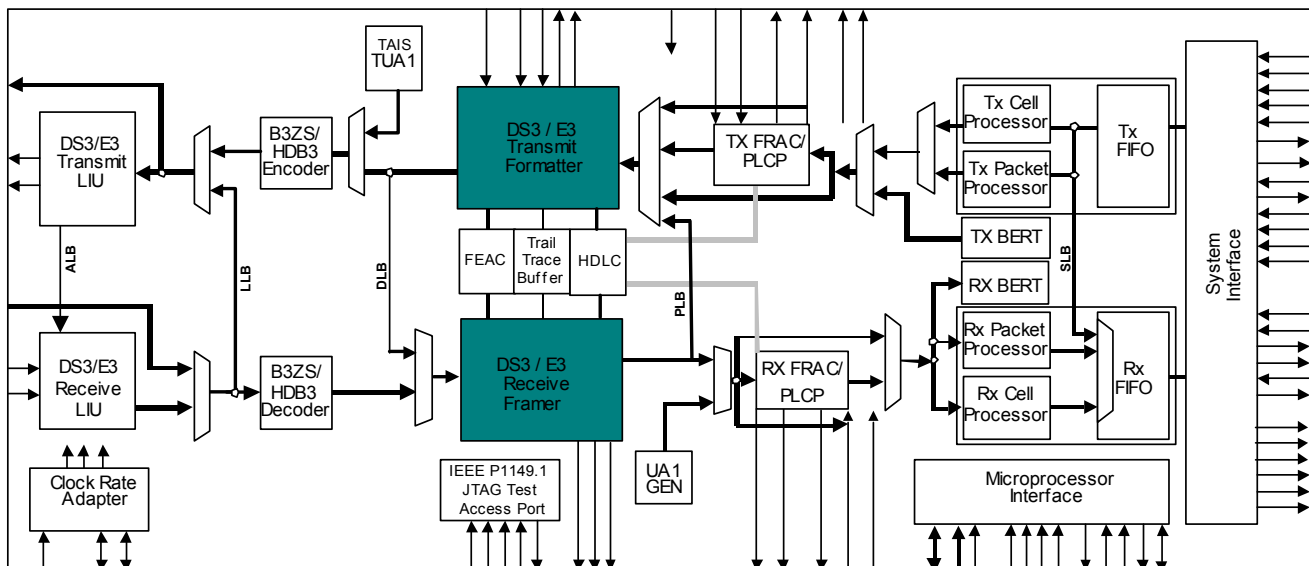 TAIS
TUA1
DS3 / E3
Transmit
LIU
B3ZS/
HDB3
Encoder
DS3 / E3
Transmit
Formatter
TX FRAC/
PLCP
Tx Cell
Processor
Tx Packet
Processor
Tx
FIFO
TX BERT
RX BERT
System
Interface
ALB
LLB
DLB
PLB
SLB
FEAC
Trail
Trace
Buffer
HDLC
DS3/E3
Receive
LIU
B3ZS/
HDB3
Decoder
DS3 / E3
Receive
Framer
RX FRAC/
PLCP
Rx Packet
Processor
Rx Cell
Processor
Rx
FIFO
Clock Rate
Adapter
IEEE P1149.1
JTAG Test
Access Port
UA1
GEN
Microprocessor
Interface